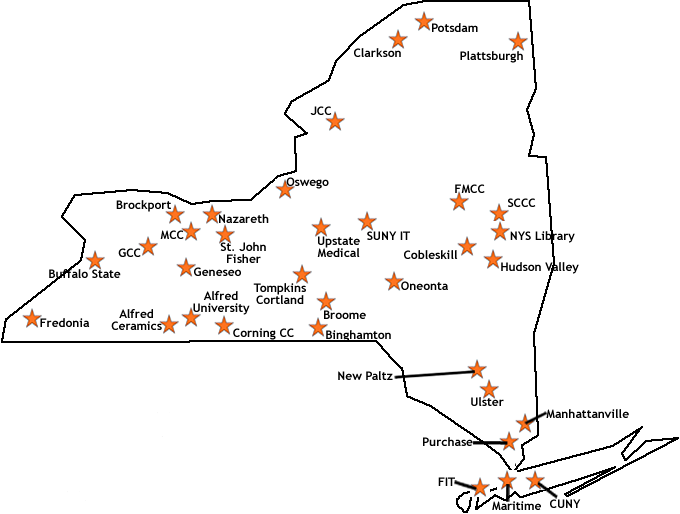 Potsdam
Clarkson
Plattsburgh
JCC
Oswego
FMCC
Brockport
SCCC
Nazareth
MCC
SUNY IT
NYS Library
Upstate
Medical
St. John
Fisher
GCC
Cobleskill
Hudson Valley
Buffalo State
Geneseo
Oneonta
Tompkins
Cortland
Alfred
University
Alfred
Ceramics
Broome
Fredonia
Corning CC
Binghamton
New Paltz
Ulster
Manhattanville
Purchase
FIT
Maritime
CUNY